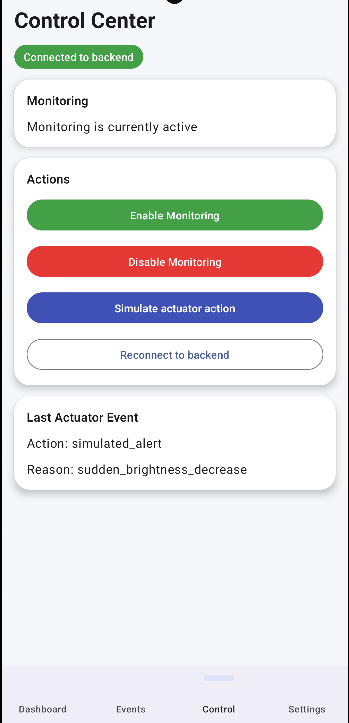 Control Center
Connected to backend
Monitoring
Monitoring is currently active
Actions
Enable Monitoring
Disable Monitoring
Simulate actuator action
Reconnect to backend
Last Actuator Event
Action: simulated_alert
Reason: sudden_brightness_decrease
Dashboard Events Control Settings